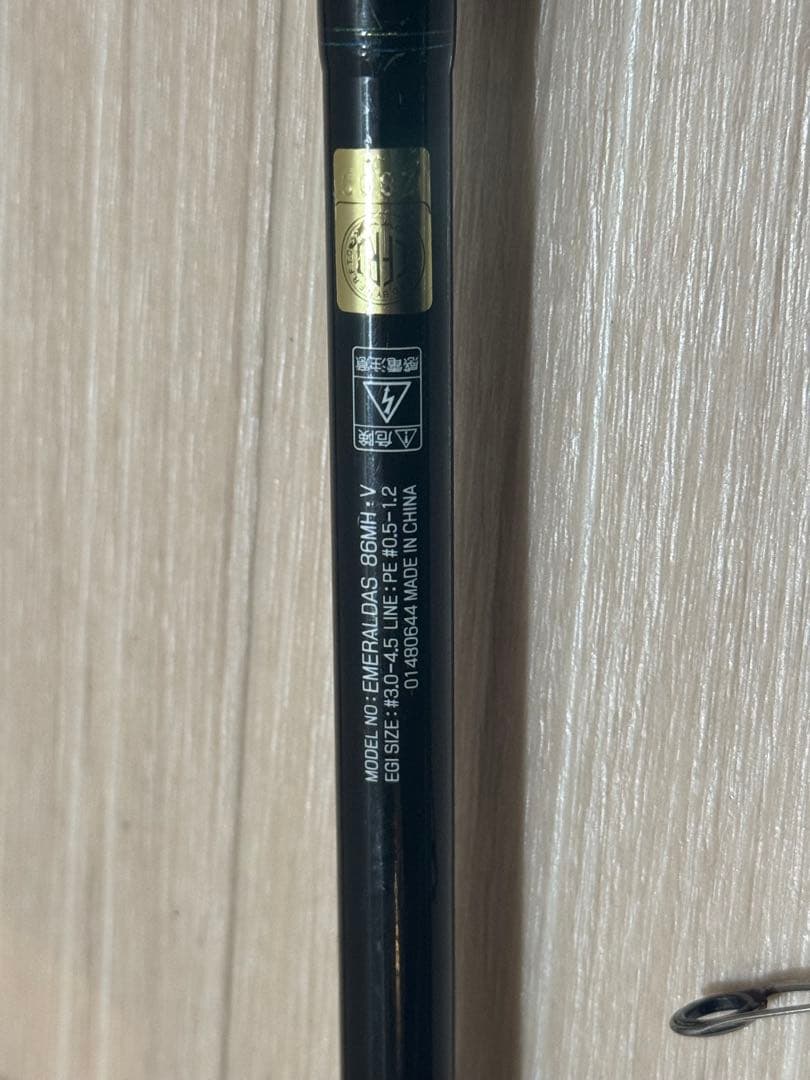 MODEL NO : EMERALDAS 86MH・V
EGI SIZE : #3.0-4.5 LINE : PE #0.5-1.2
01480644 MADE IN CHINA
危険
感電注意